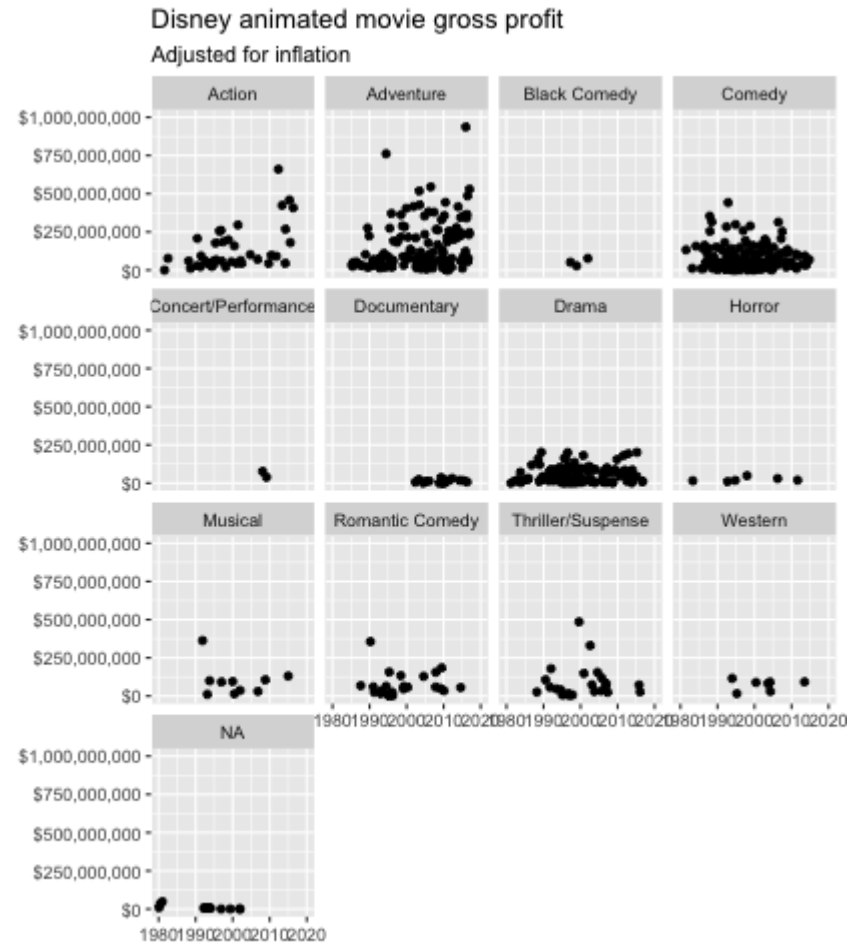 Disney animated movie gross profit
Adjusted for inflation
Action Adventure Black Comedy Comedy
$1,000,000,000
$750,000,000
$500,000,000
$250,000,000
$0
Concert/Performance Documentary Drama Horror
$1,000,000,000
$750,000,000
$500,000,000
$250,000,000
$0
Musical Romantic Comedy Thriller/Suspense Western
$1,000,000,000
$750,000,000
$500,000,000
$250,000,000
$0
1980 1990 2000 2010 2020 1980 1990 2000 2010 2020 1980 1990 2000 2010 2020
NA
$1,000,000,000
$750,000,000
$500,000,000
$250,000,000
$0
1980 1990 2000 2010 2020